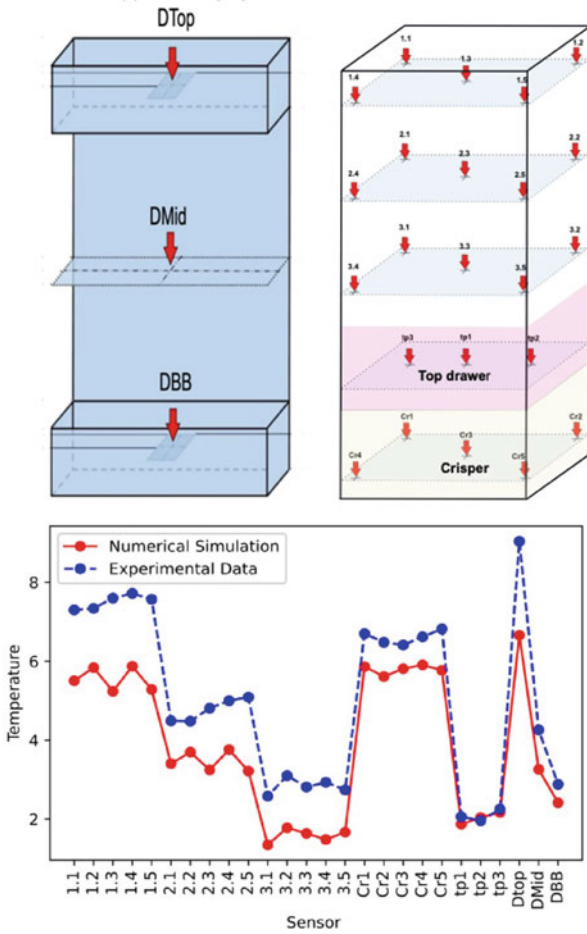 DTop
DMid
DBB
1.1
1.2
1.3
1.4
1.5
2.1
2.2
2.3
2.4
2.5
3.1
3.2
3.3
3.4
3.5
tp3 tp1 tp2
Top drawer
Cr1
Cr2
Cr3
Cr4
Cr5
Crisper
Numerical Simulation
Experimental Data
Temperature
8
6
4
2
1.1 1.2 1.3 1.4 1.5 2.1 2.2 2.3 2.4 2.5 3.1 3.2 3.3 3.4 3.5 Cr1 Cr2 Cr3 Cr4 Cr5 tp1 tp2 tp3 Dtop DMid DBB
Sensor